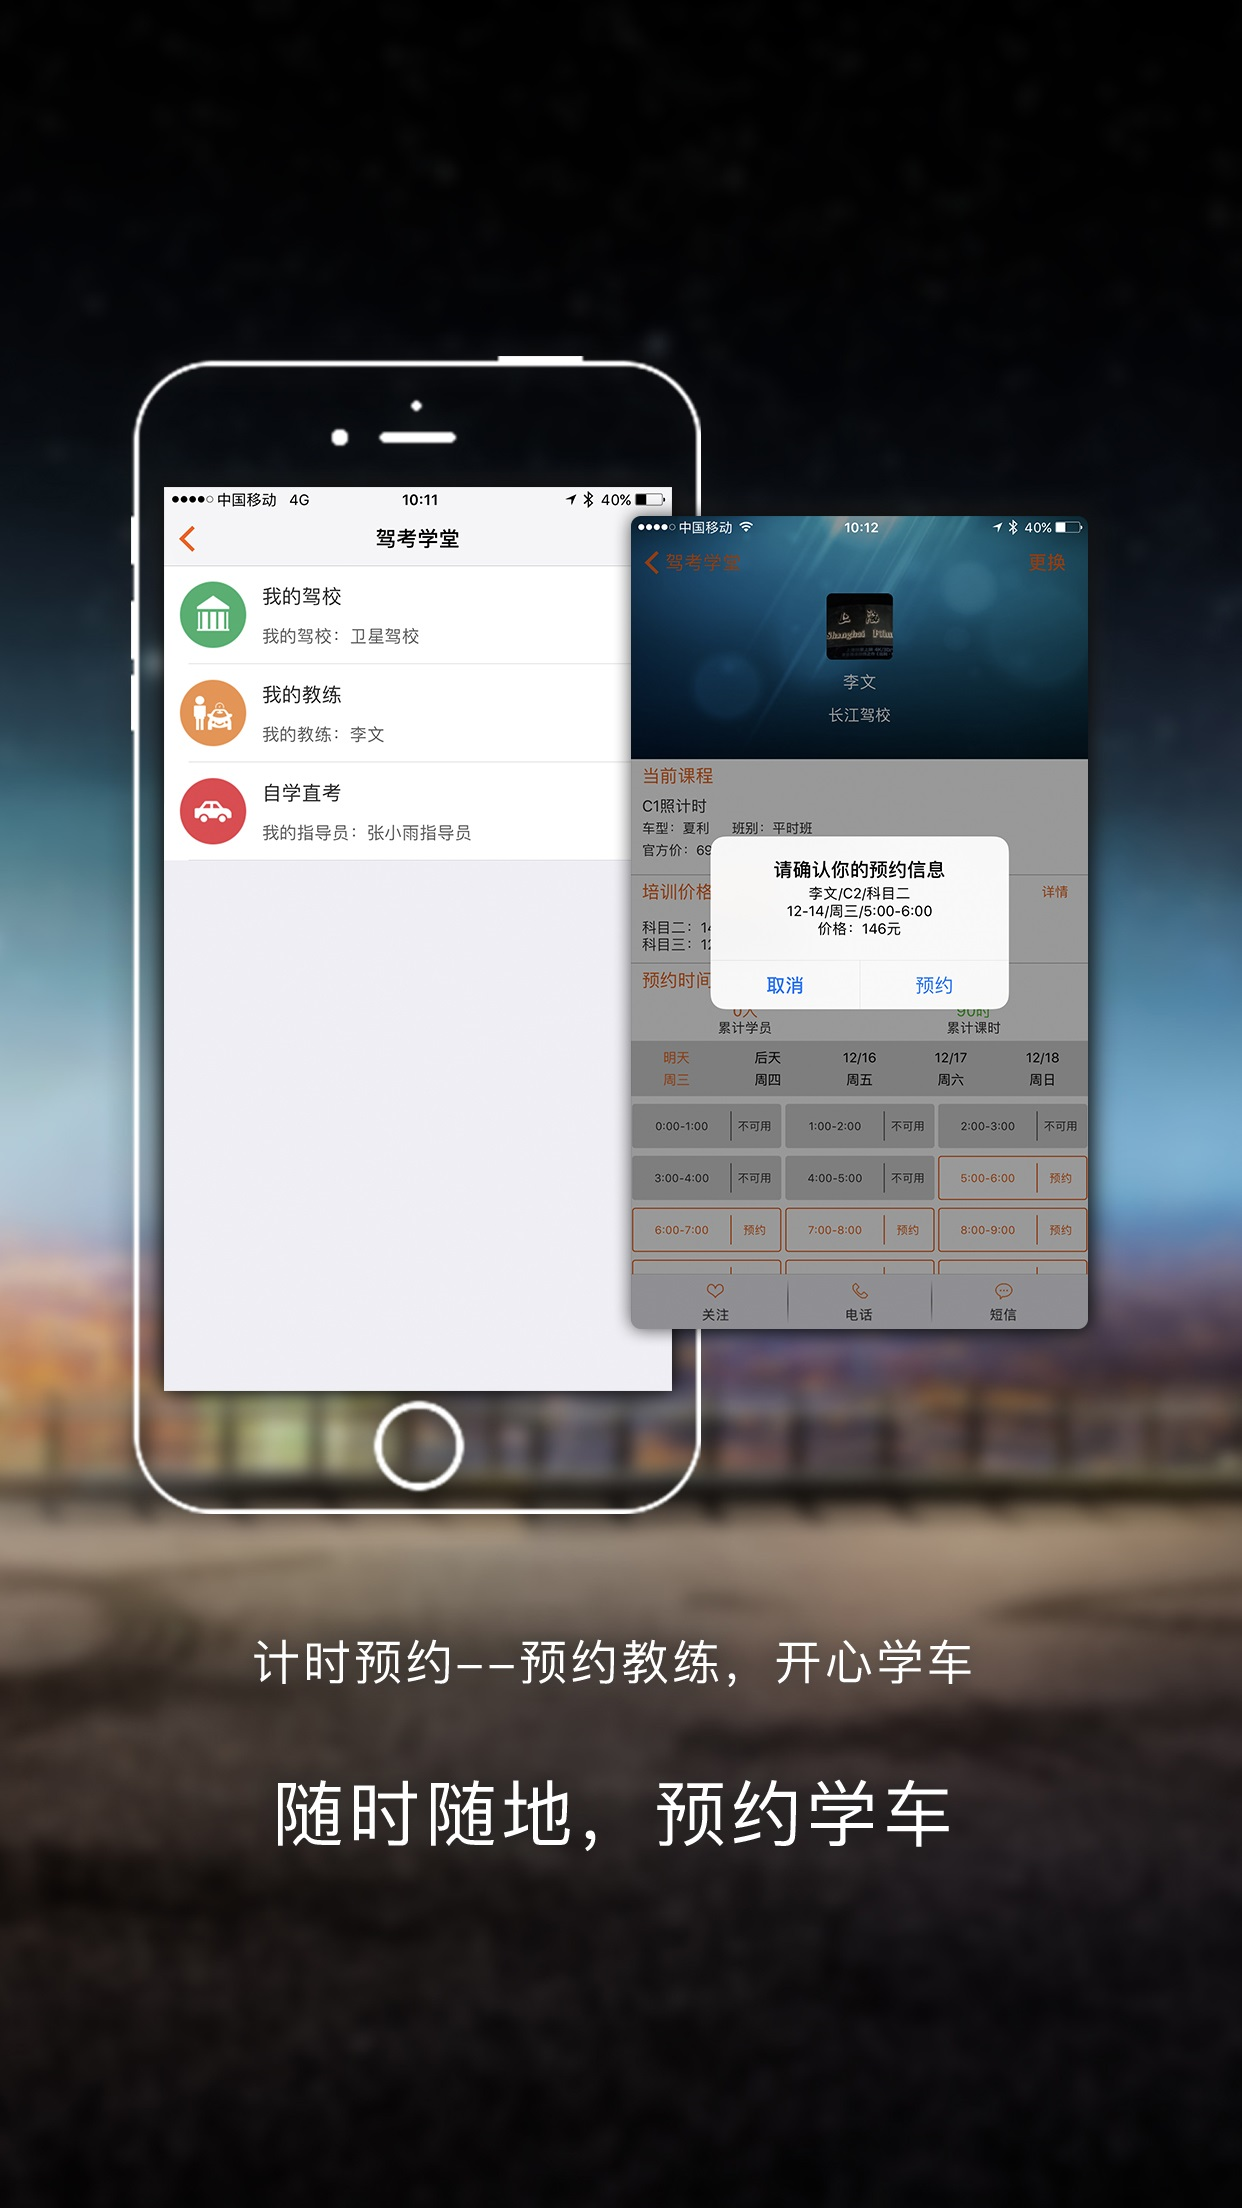 中国移动 4G 10:11 40%
驾考学堂
我的驾校
我的驾校：卫星驾校
我的教练
我的教练：李文
自学直考
我的指导员：张小雨指导员
中国移动 10:12 40%
驾考学堂 更换
上海
Shanghai Film
李文
长江驾校
当前课程
C1照计时
车型：夏利 班别：平时班
官方价：69
培训价格 详情
科目二：14
科目三：12
预约时间
请确认你的预约信息
李文/C2/科目二
12-14/周三/5:00-6:00
价格：146元
取消 预约
0人 90时
累计学员 累计课时
明天 后天 12/16 12/17 12/18
周三 周四 周五 周六 周日
0:00-1:00 不可用 1:00-2:00 不可用 2:00-3:00 不可用
3:00-4:00 不可用 4:00-5:00 不可用 5:00-6:00 预约
6:00-7:00 预约 7:00-8:00 预约 8:00-9:00 预约
关注 电话 短信
计时预约--预约教练，开心学车
随时随地，预约学车